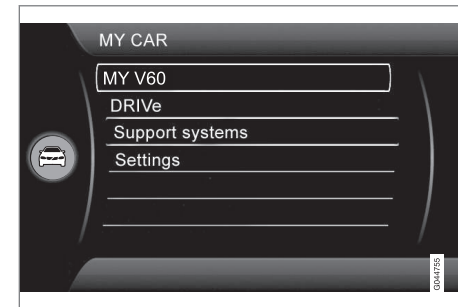 MY CAR
MY V60
DRIVe
Support systems
Settings
G044755